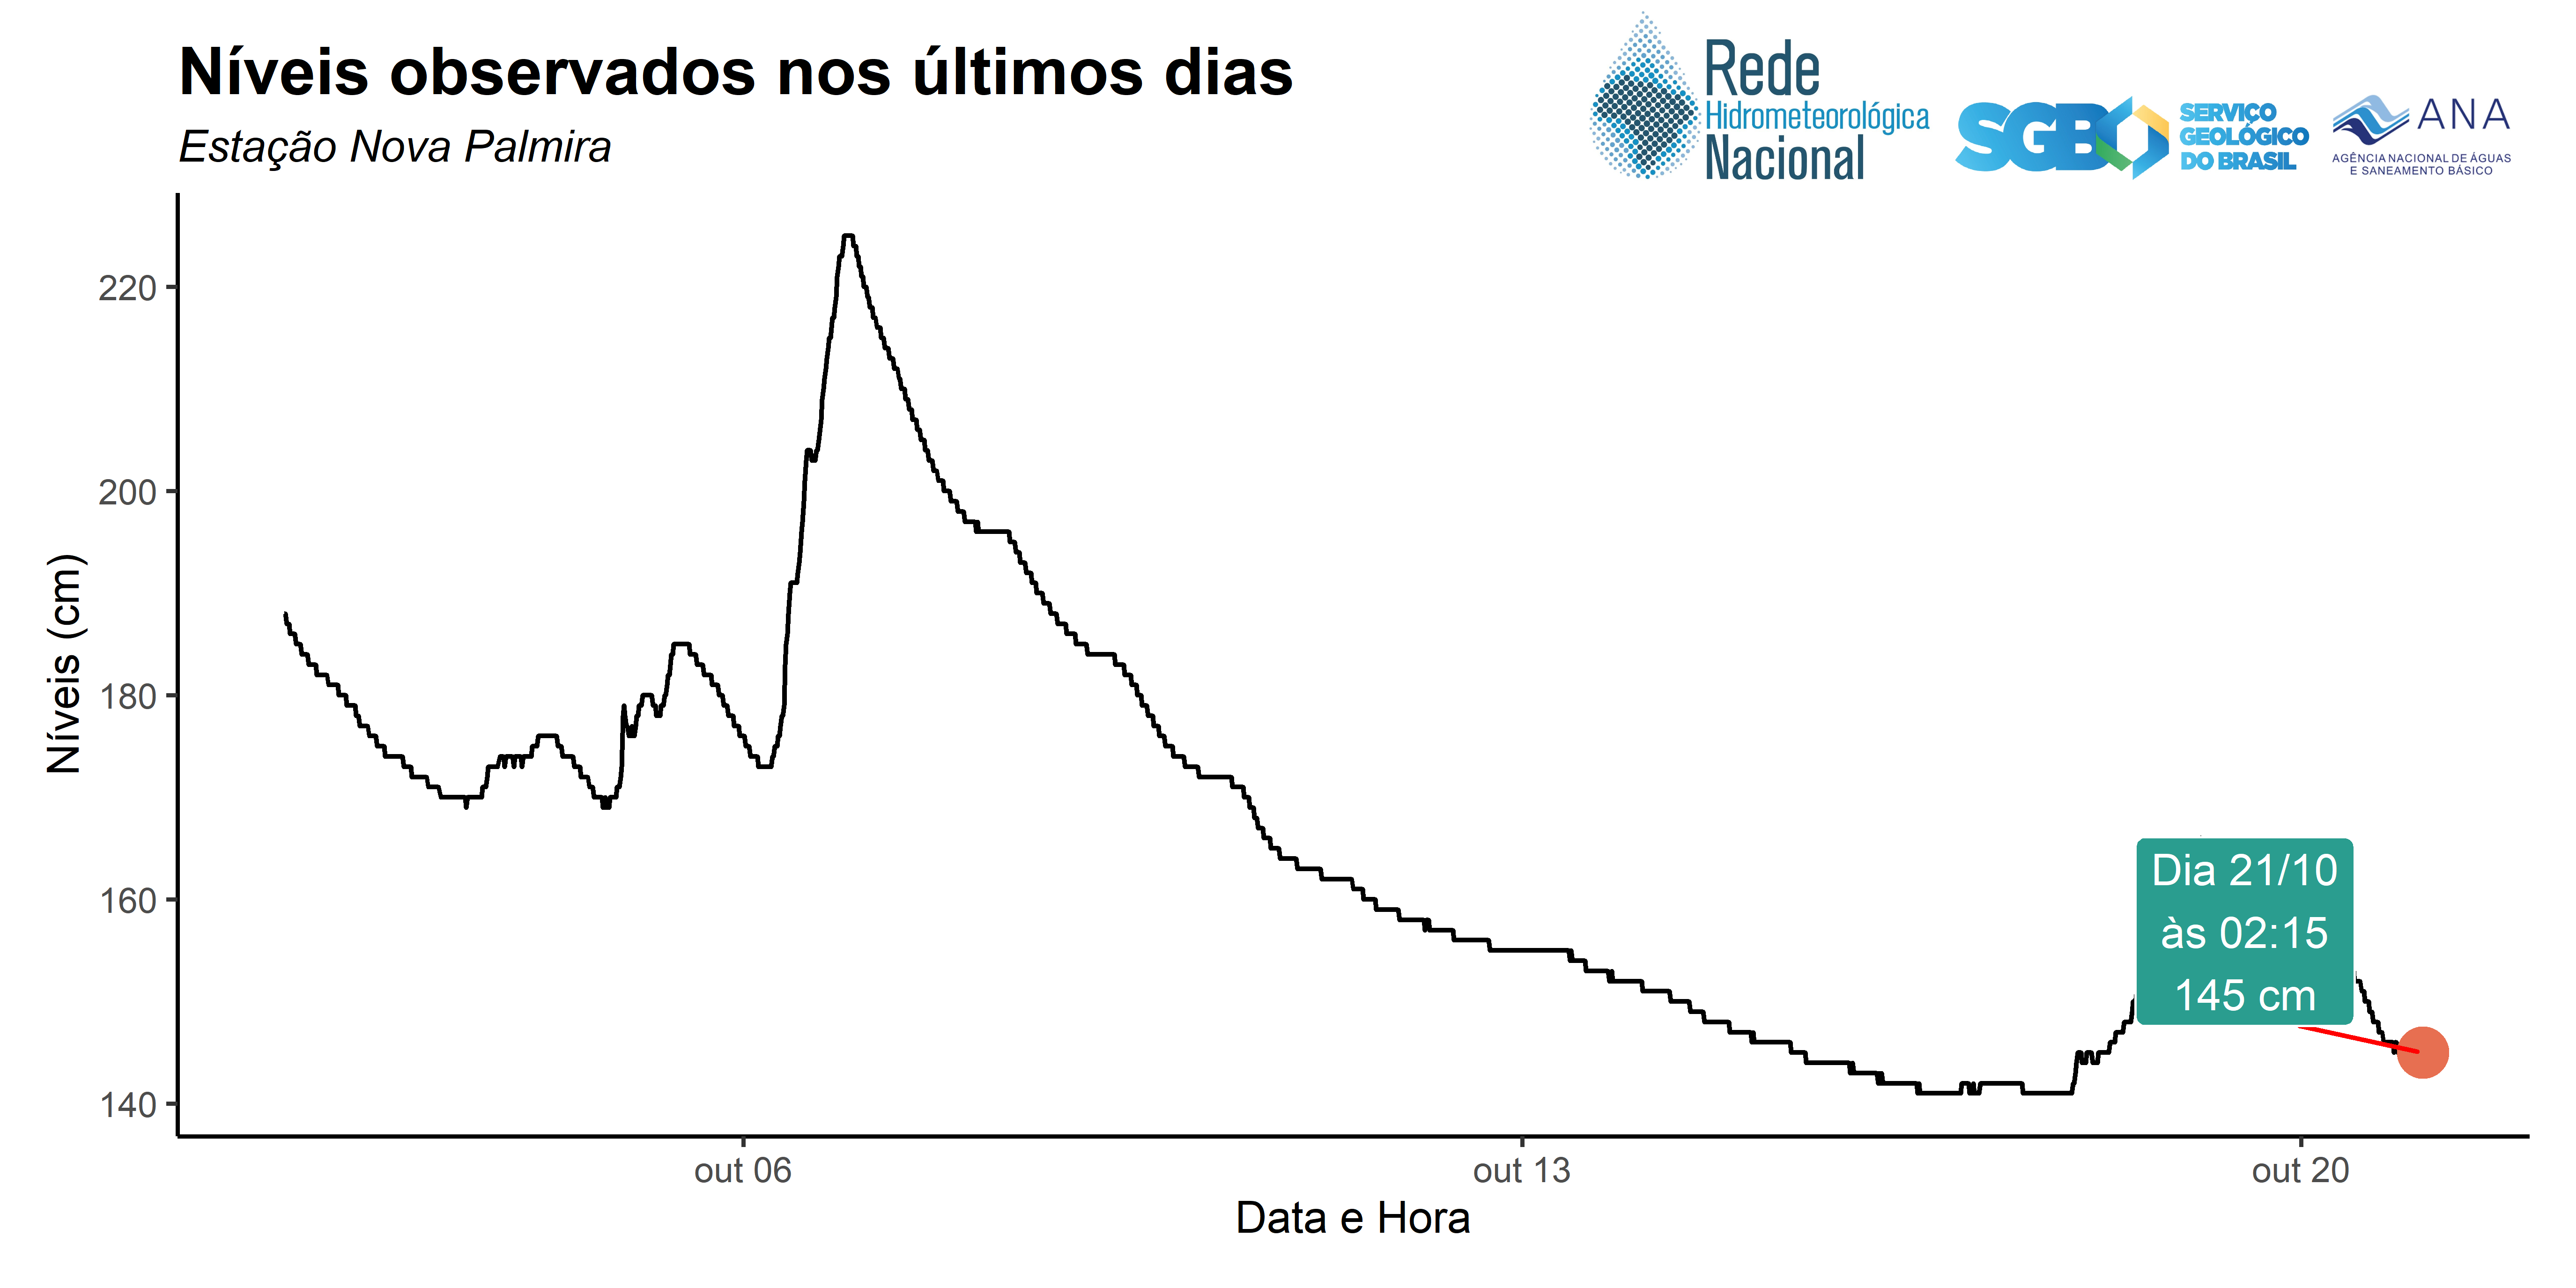 Níveis observados nos últimos dias
Estação Nova Palmira
Rede
Hidrometeorológica
Nacional
SGB
SERVIÇO
GEOLÓGICO
DO BRASIL
ANA
AGÊNCIA NACIONAL DE ÁGUAS
E SANEAMENTO BÁSICO
Níveis (cm)
220
200
180
160
140
Dia 21/10
às 02:15
145 cm
out 06
out 13
out 20
Data e Hora